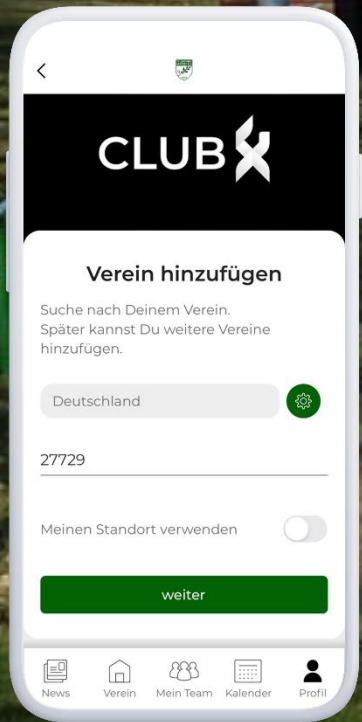 CLUB
Verein hinzufügen
Suche nach Deinem Verein.
Später kannst Du weitere Vereine
hinzufügen.
Deutschland
27729
Meinen Standort verwenden
weiter
News Verein Mein Team Kalender Profil